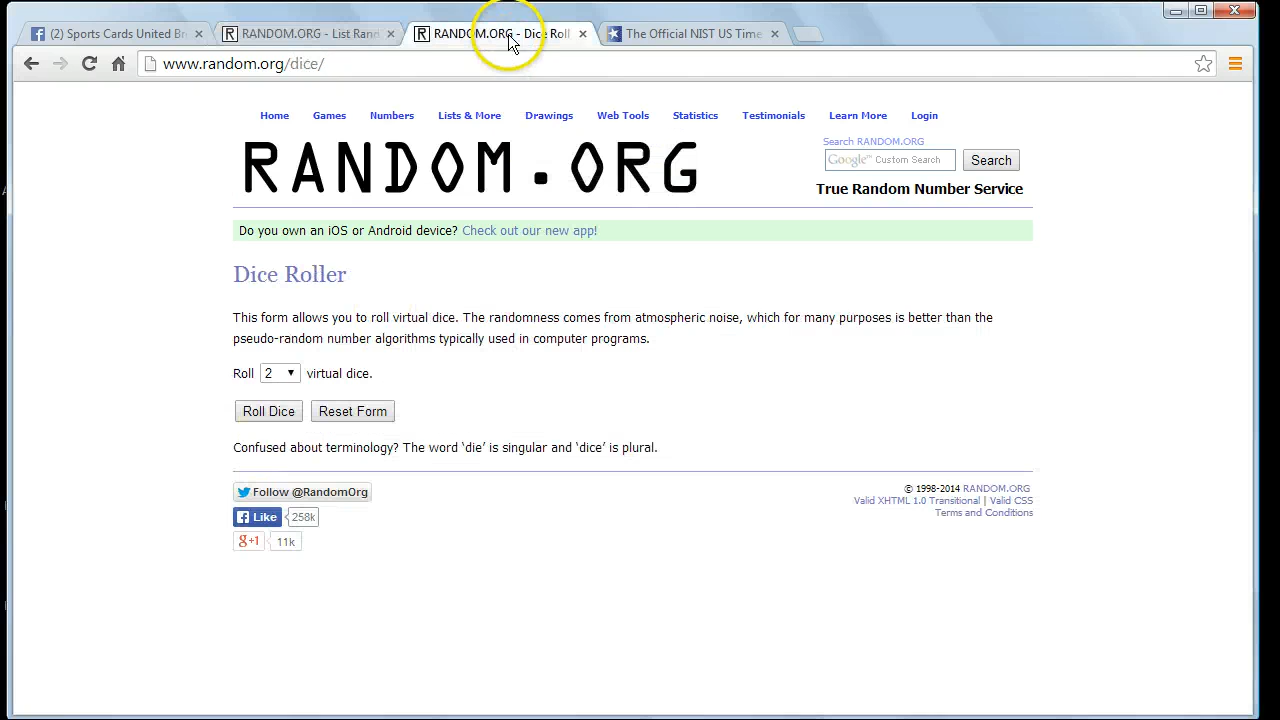 (2) Sports Cards United Br
RANDOM.ORG - List Rand
RANDOM.ORG - Dice Roll
The Official NIST US Time
www.random.org/dice/
Home Games Numbers Lists & More Drawings Web Tools Statistics Testimonials Learn More Login
RANDOM.ORG
Search RANDOM.ORG
Google™ Custom Search
Search
True Random Number Service
Do you own an iOS or Android device? Check out our new app!
Dice Roller
This form allows you to roll virtual dice. The randomness comes from atmospheric noise, which for many purposes is better than the
pseudo-random number algorithms typically used in computer programs.
Roll 2 virtual dice.
Roll Dice Reset Form
Confused about terminology? The word ‘die’ is singular and ‘dice’ is plural.
Follow @RandomOrg
Like 258k
g+1 11k
© 1998-2014 RANDOM.ORG
Valid XHTML 1.0 Transitional | Valid CSS
Terms and Conditions